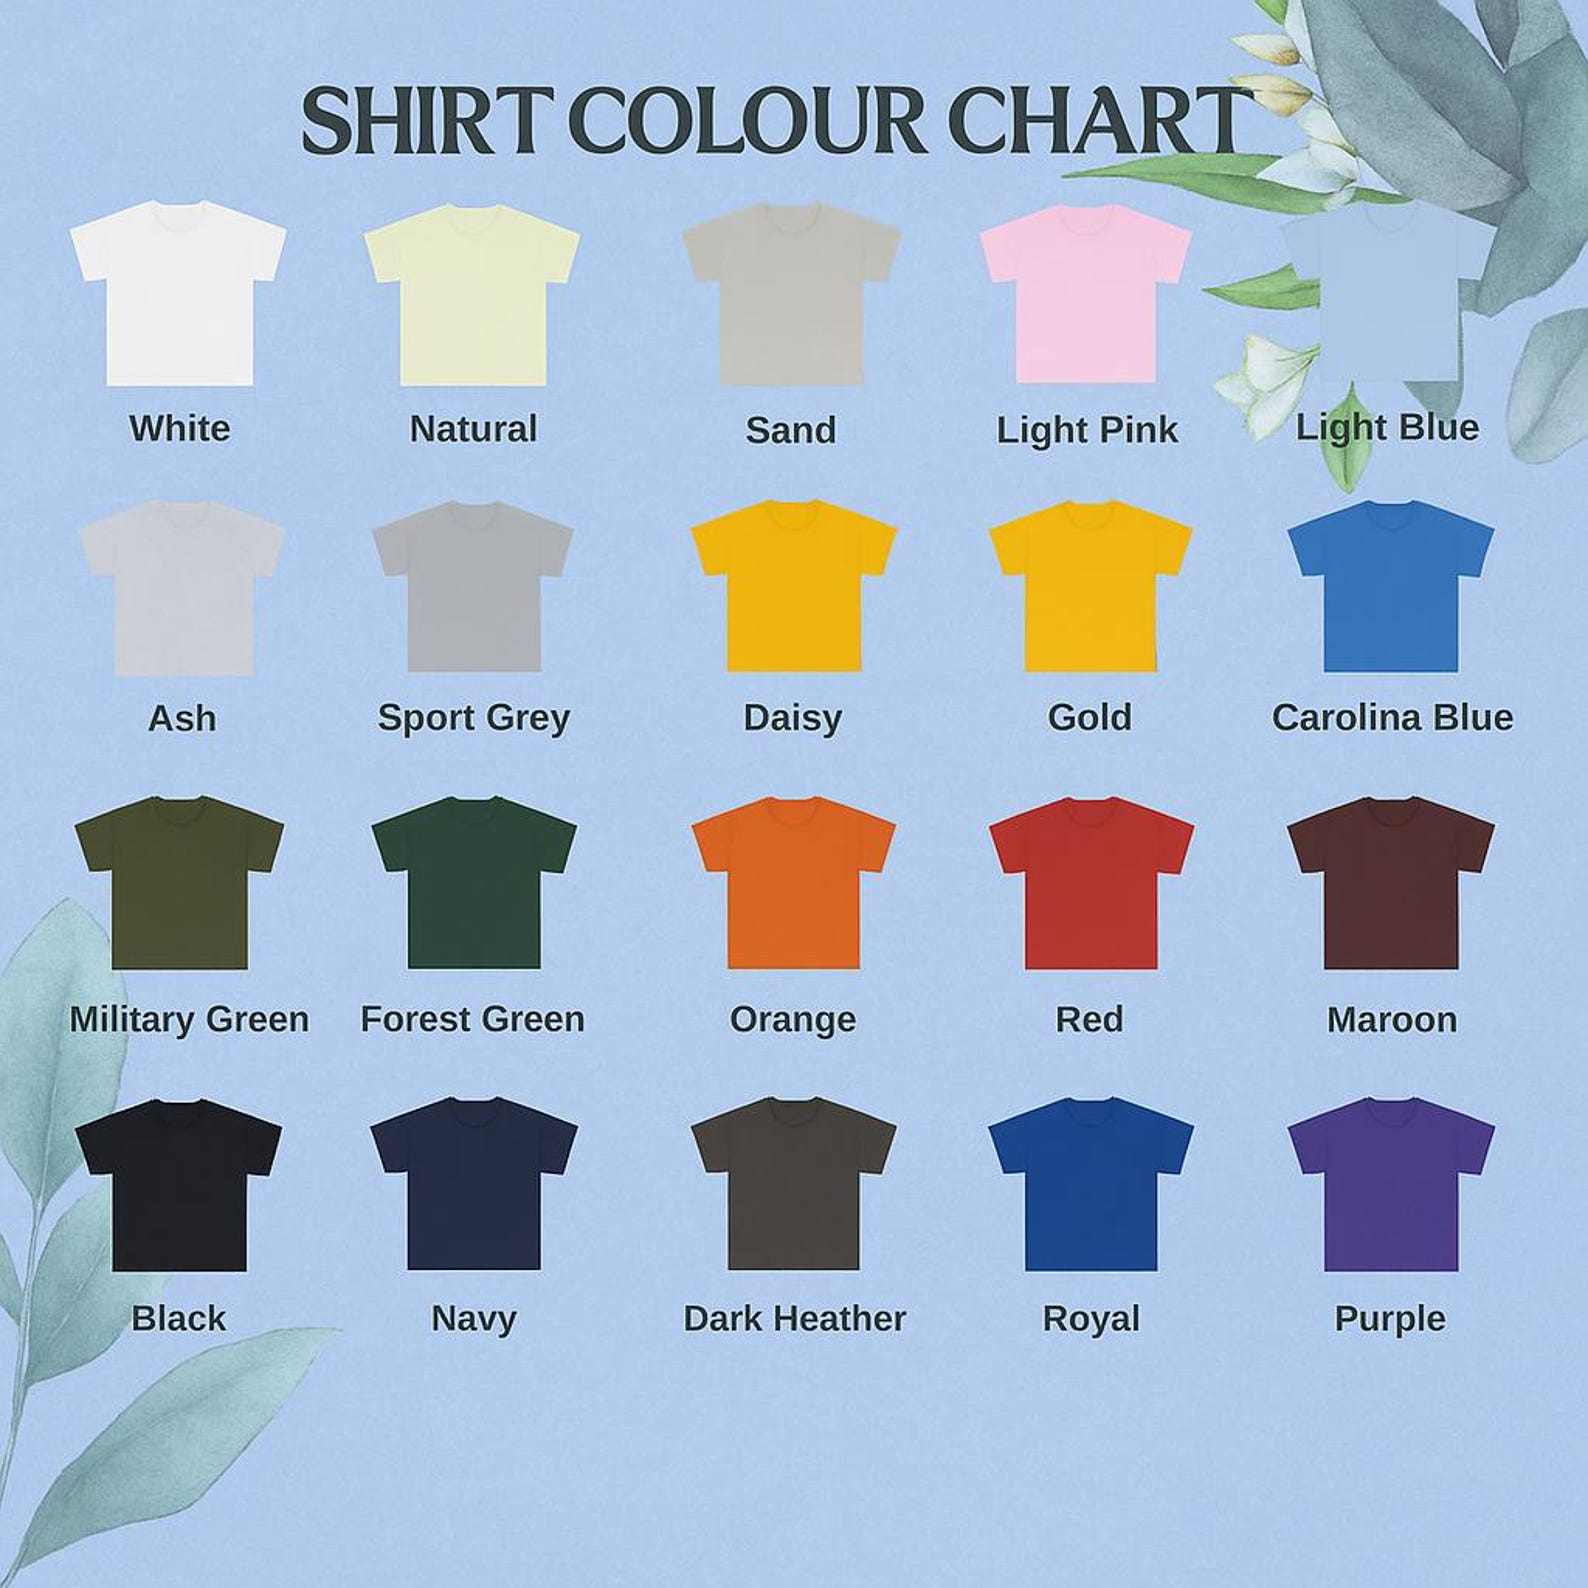 SHIRT COLOUR CHART
White Natural Sand Light Pink Light Blue
Ash Sport Grey Daisy Gold Carolina Blue
Military Green Forest Green Orange Red Maroon
Black Navy Dark Heather Royal Purple